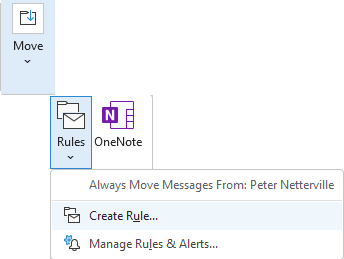 Move
N
Rules OneNote
Always Move Messages From: Peter Netterville
Create Rule...
Manage Rules & Alerts...